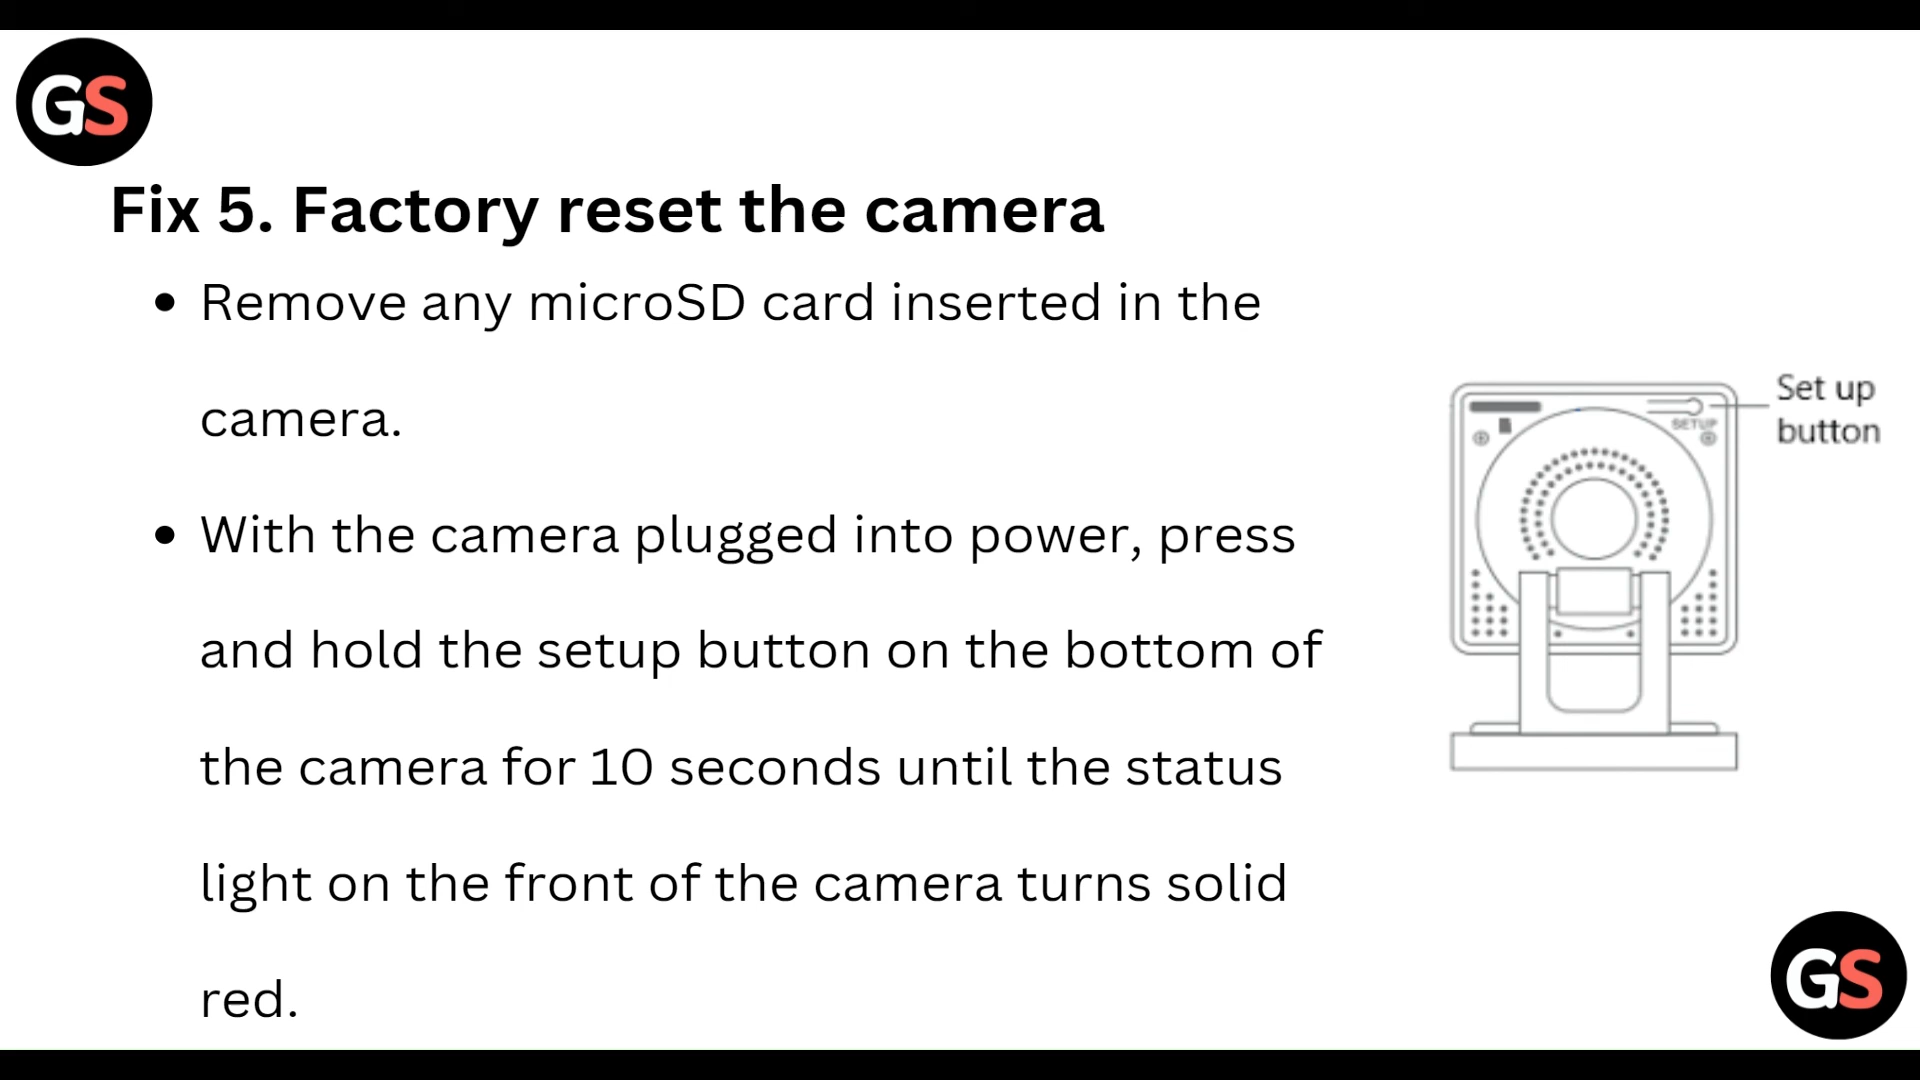 GS
Fix 5. Factory reset the camera
• Remove any microSD card inserted in the
camera.
• With the camera plugged into power, press
and hold the setup button on the bottom of
the camera for 10 seconds until the status
light on the front of the camera turns solid
red.
Set up
button
SETUP
GS